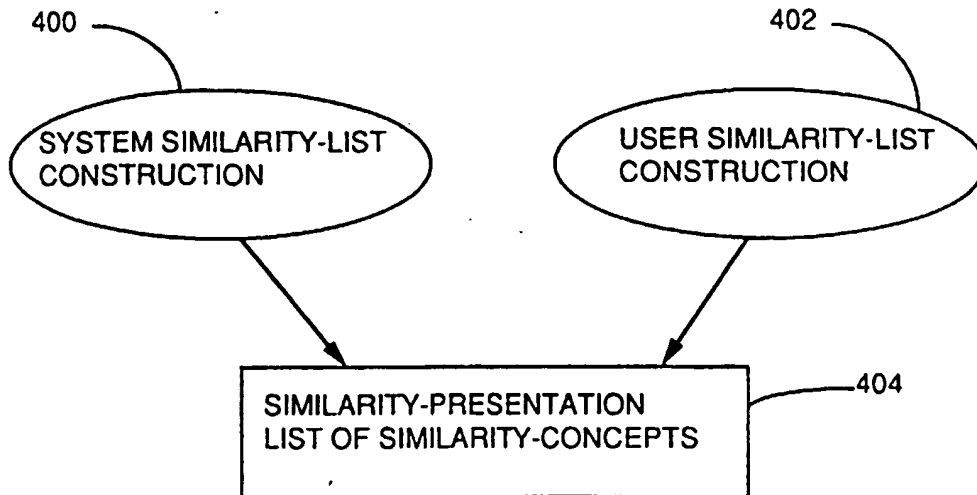 400
402
SYSTEM SIMILARITY-LIST
CONSTRUCTION
USER SIMILARITY-LIST
CONSTRUCTION
404
SIMILARITY-PRESENTATION
LIST OF SIMILARITY-CONCEPTS